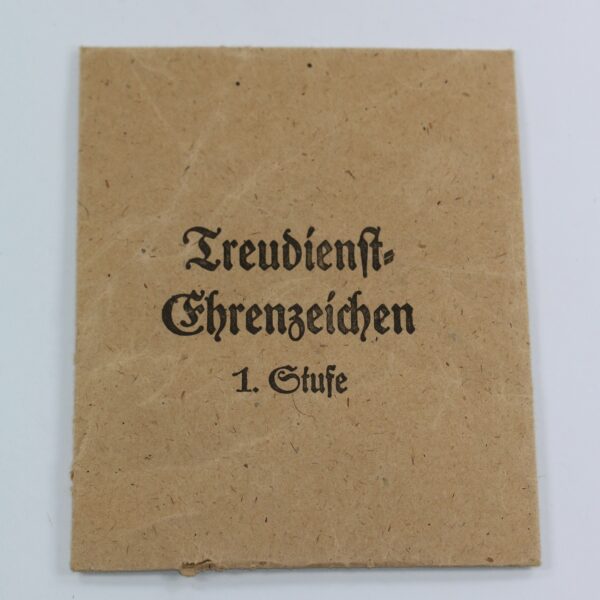 Treudienst-
Ehrenzeichen
1. Stufe